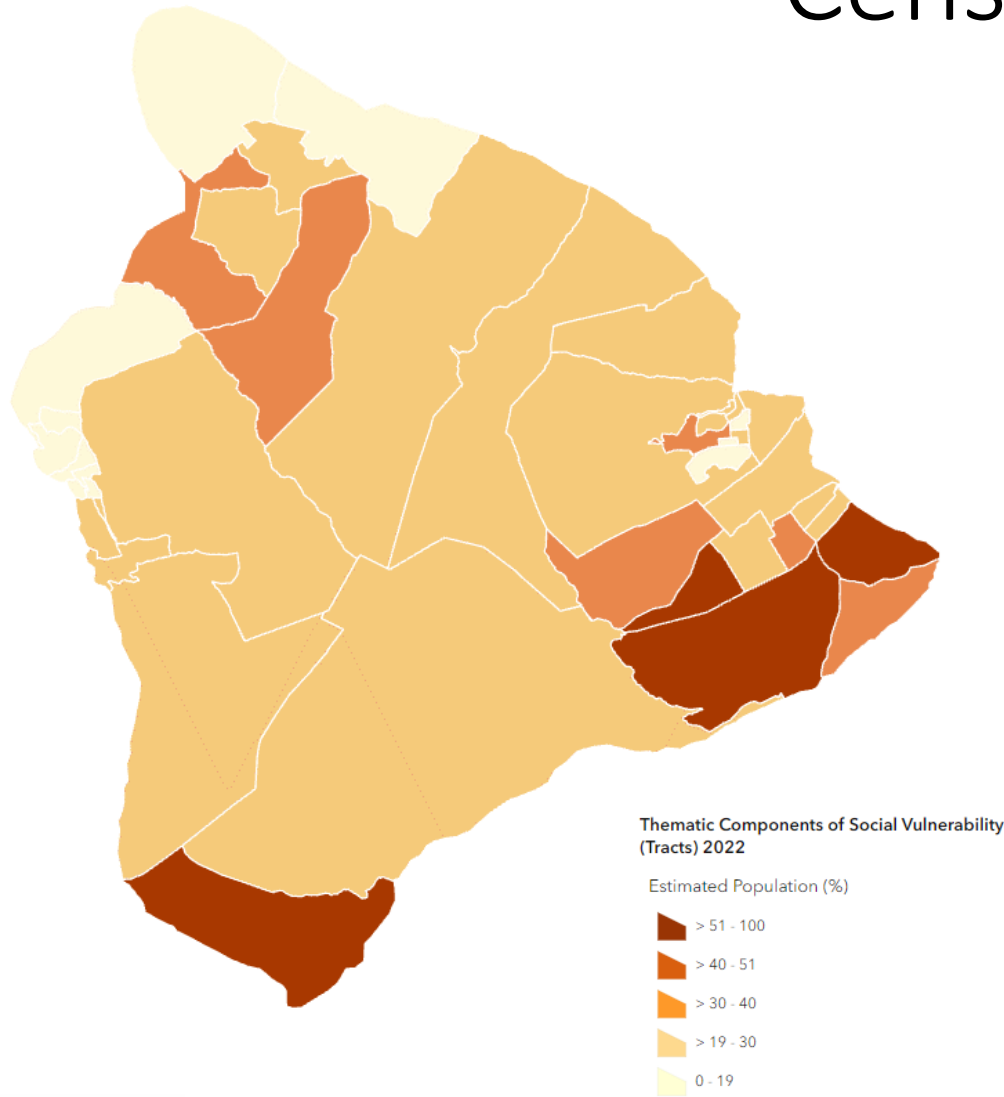 Cens
Thematic Components of Social Vulnerability
(Tracts) 2022
Estimated Population (%)
> 51 - 100
> 40 - 51
> 30 - 40
> 19 - 30
0 - 19